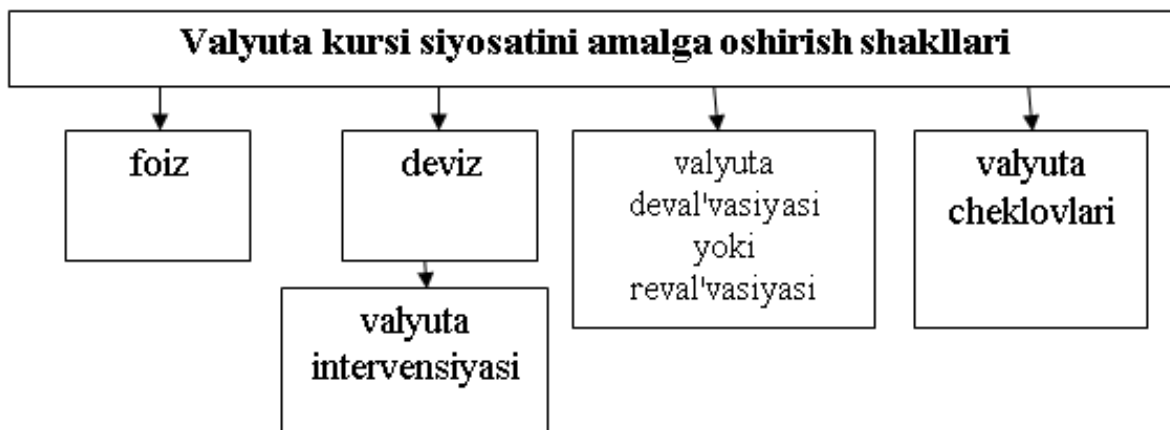 Valyuta kursi siyosatini amalga oshirish shakllari
foiz
deviz
valyuta
intervensiyasi
valyuta
deval'vasiyasi
yoki
reval'vasiyasi
valyuta
cheklovlari